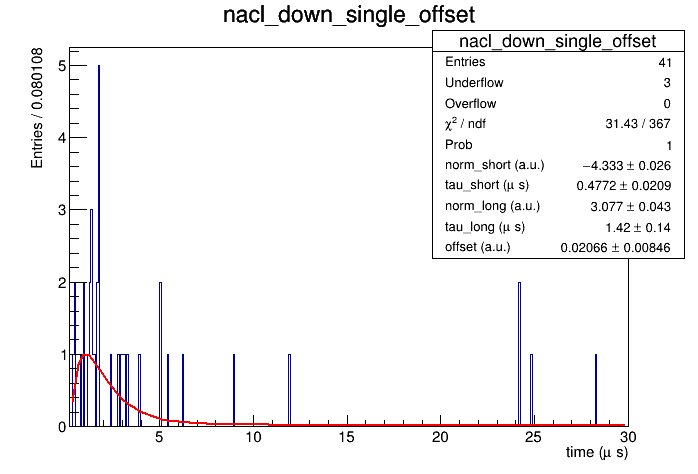 nacl_down_single_offset
nacl_down_single_offset
Entries 41
Underflow 3
Overflow 0
χ² / ndf 31.43 / 367
Prob 1
norm_short (a.u.) −4.333 ± 0.026
tau_short (μ s) 0.4772 ± 0.0209
norm_long (a.u.) 3.077 ± 0.043
tau_long (μ s) 1.42 ± 0.14
offset (a.u.) 0.02066 ± 0.00846
Entries / 0.080108
5
4
3
2
1
0
5 10 15 20 25 30
time (μ s)